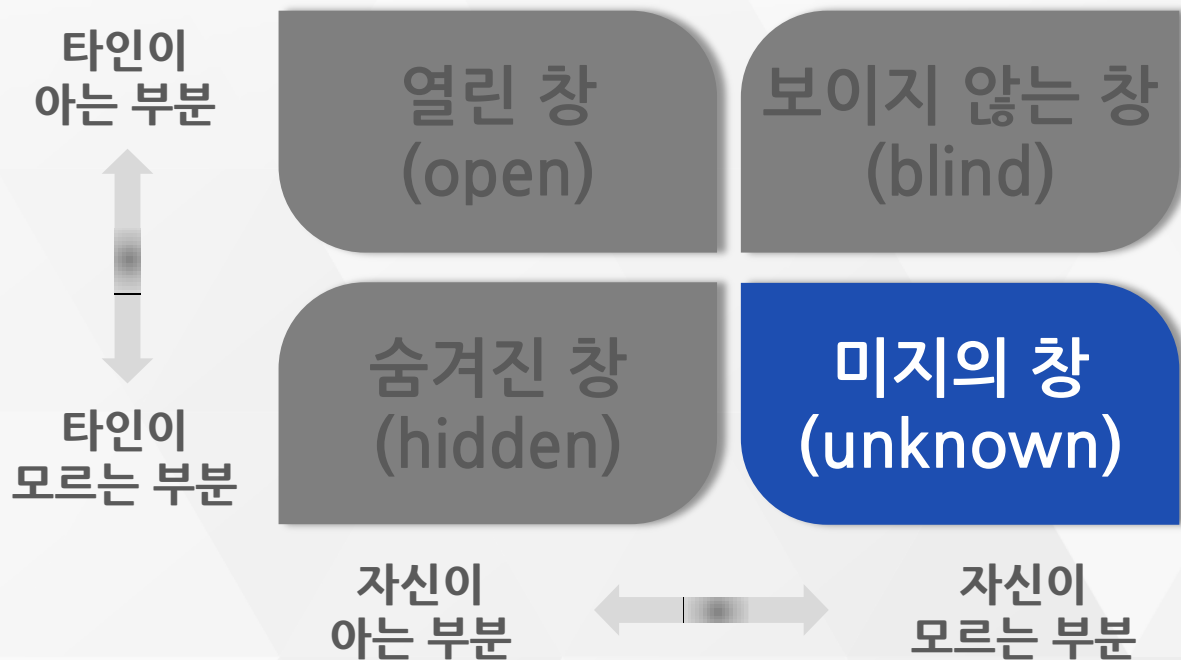 타인이
아는 부분
열린 창
(open)
보이지 않는 창
(blind)
타인이
모르는 부분
숨겨진 창
(hidden)
미지의 창
(unknown)
자신이
아는 부분
자신이
모르는 부분